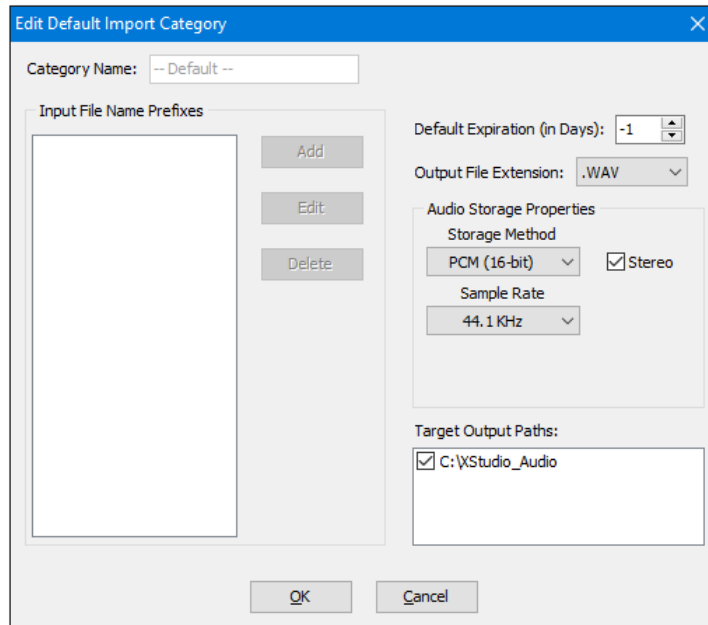 Edit Default Import Category
Category Name: -- Default --
Input File Name Prefixes
Add
Edit
Delete
Default Expiration (in Days): -1
Output File Extension: .WAV
Audio Storage Properties
Storage Method
PCM (16-bit) Stereo
Sample Rate
44.1 KHz
Target Output Paths:
C:\XStudio_Audio
OK Cancel